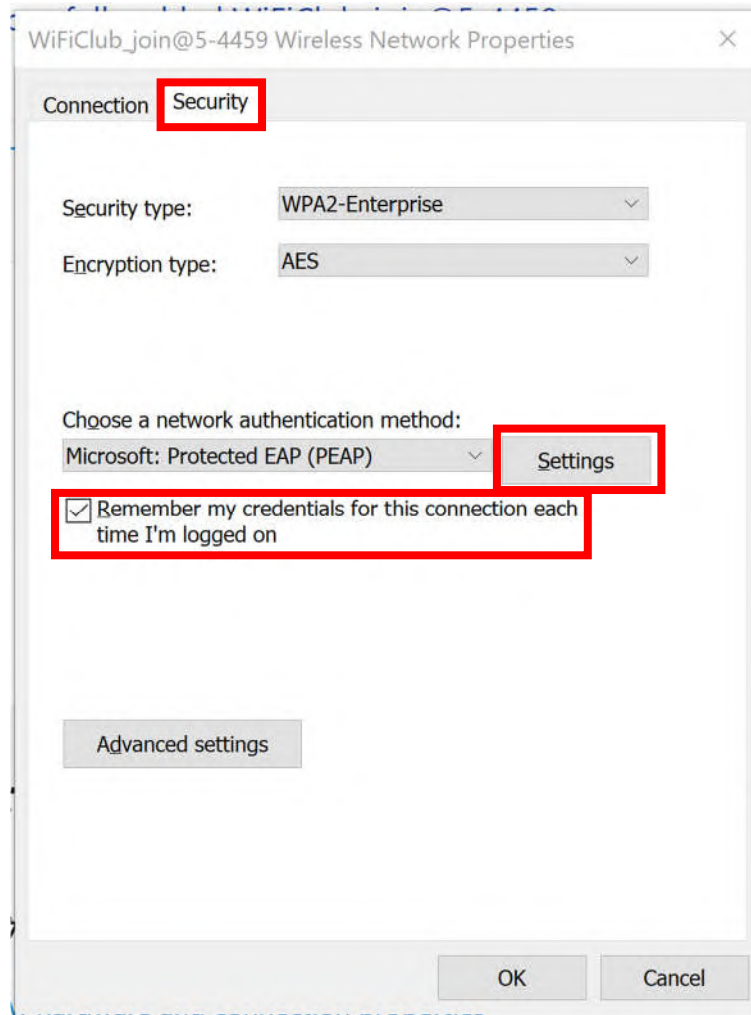 WiFiClub_join@5-4459 Wireless Network Properties
Connection Security
Security type: WPA2-Enterprise
Encryption type: AES
Choose a network authentication method:
Microsoft: Protected EAP (PEAP) Settings
Remember my credentials for this connection each
time I'm logged on
Advanced settings
OK Cancel